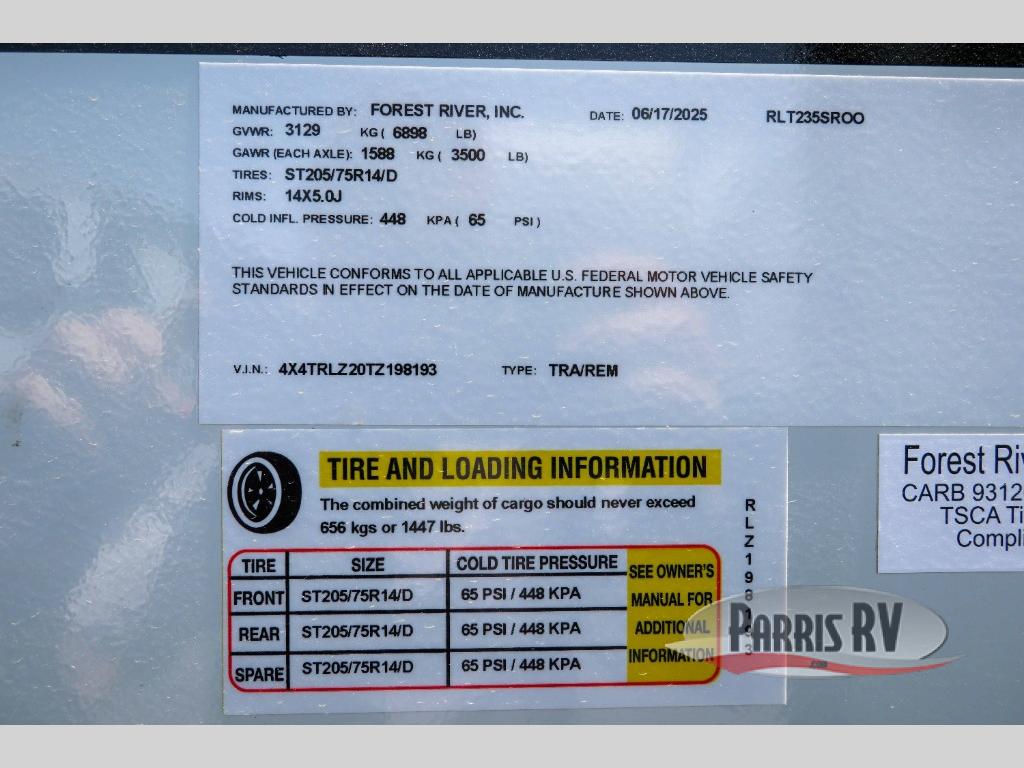 MANUFACTURED BY: FOREST RIVER, INC. DATE: 06/17/2025 RLT235SROO
GVWR: 3129 KG ( 6898 LB)
GAWR (EACH AXLE): 1588 KG ( 3500 LB)
TIRES: ST205/75R14/D
RIMS: 14X5.0J
COLD INFL. PRESSURE: 448 KPA ( 65 PSI )
THIS VEHICLE CONFORMS TO ALL APPLICABLE U.S. FEDERAL MOTOR VEHICLE SAFETY
STANDARDS IN EFFECT ON THE DATE OF MANUFACTURE SHOWN ABOVE.
V.I.N.: 4X4TRLZ20TZ198193 TYPE: TRA/REM
TIRE AND LOADING INFORMATION
The combined weight of cargo should never exceed
656 kgs or 1447 lbs.
TIRE SIZE COLD TIRE PRESSURE SEE OWNER'S
FRONT ST205/75R14/D 65 PSI / 448 KPA MANUAL FOR
REAR ST205/75R14/D 65 PSI / 448 KPA ADDITIONAL
SPARE ST205/75R14/D 65 PSI / 448 KPA INFORMATION
RLZ198193
Forest Riv
CARB 9312
TSCA Ti
Compli
PARRIS RV
.com